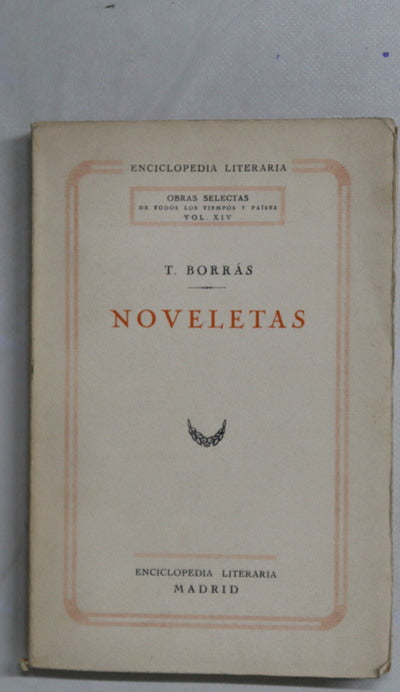 ENCICLOPEDIA LITERARIA
OBRAS SELECTAS
DE TODOS LOS TIEMPOS Y PAÍSES
VOL. XIV
T. BORRÁS
NOVELETAS
ENCICLOPEDIA LITERARIA
MADRID